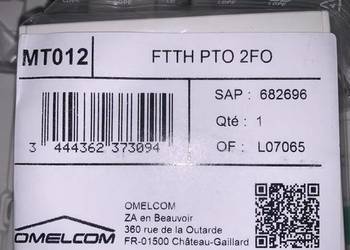 MT012 FTTH PTO 2FO
SAP : 682696
Qté : 1
OF : L07065
3 444362 373094
OMELCOM
ZA en Beauvoir
360 rue de la Outarde
FR-01500 Château-Gaillard
OMELCOM